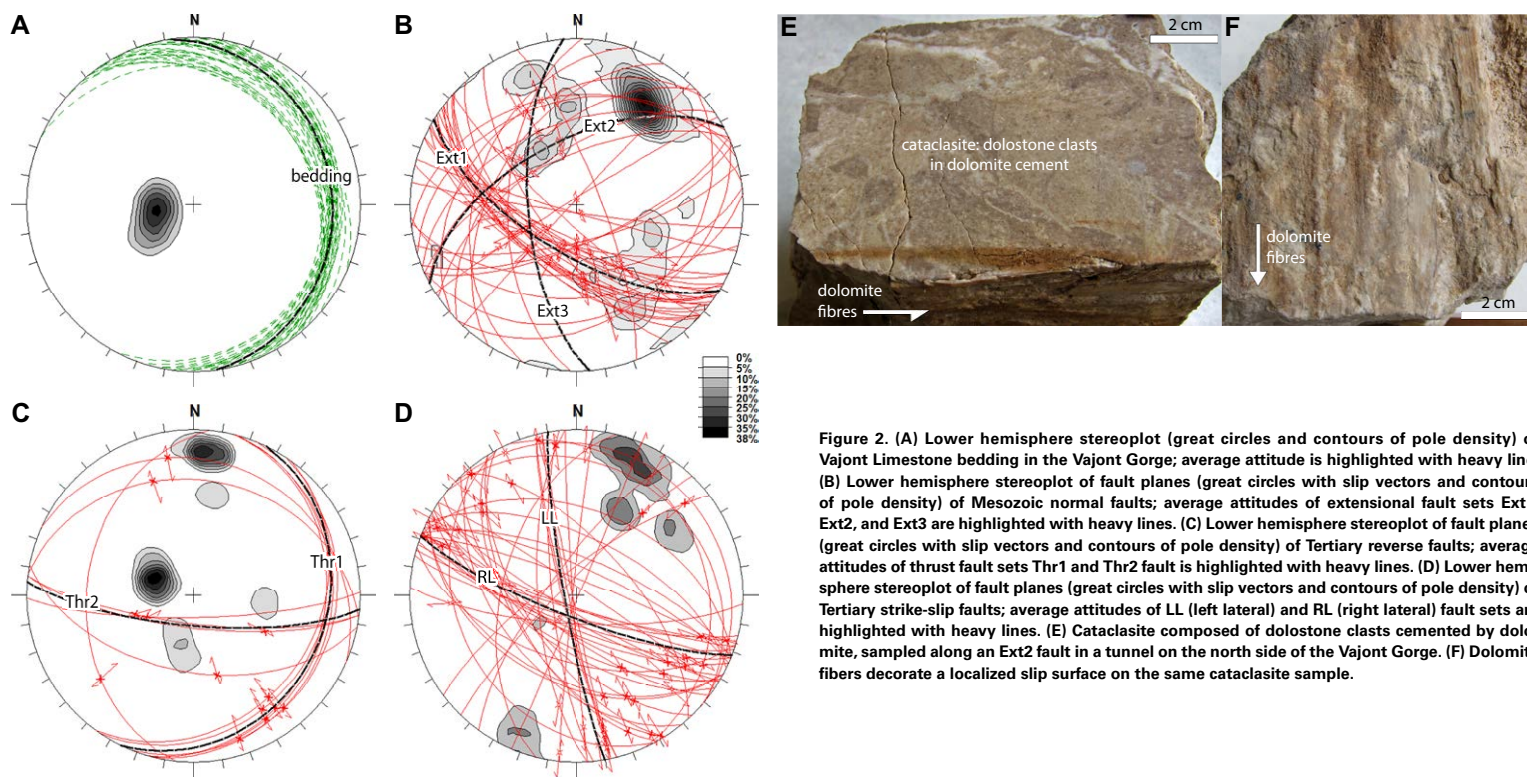 A
N
bedding
B
N
Ext1
Ext2
Ext3
0%
5%
10%
15%
20%
25%
30%
35%
38%
C
N
Thr1
Thr2
D
N
LL
RL
E
2 cm
cataclasite: dolostone clasts
in dolomite cement
dolomite
fibres
F
dolomite
fibres
2 cm
Figure 2. (A) Lower hemisphere stereoplot (great circles and contours of pole density)
Vajont Limestone bedding in the Vajont Gorge; average attitude is highlighted with heavy
(B) Lower hemisphere stereoplot of fault planes (great circles with slip vectors and
of pole density) of Mesozoic normal faults; average attitudes of extensional fault sets
Ext2, and Ext3 are highlighted with heavy lines. (C) Lower hemisphere stereoplot of fault
(great circles with slip vectors and contours of pole density) of Tertiary reverse faults;
attitudes of thrust fault sets Thr1 and Thr2 fault is highlighted with heavy lines. (D) Lower hem
sphere stereoplot of fault planes (great circles with slip vectors and contours of pole density)
Tertiary strike-slip faults; average attitudes of LL (left lateral) and RL (right lateral) fault sets
highlighted with heavy lines. (E) Cataclasite composed of dolostone clasts cemented by dolo
mite, sampled along an Ext2 fault in a tunnel on the north side of the Vajont Gorge. (F) Dolomit
fibers decorate a localized slip surface on the same cataclasite sample.